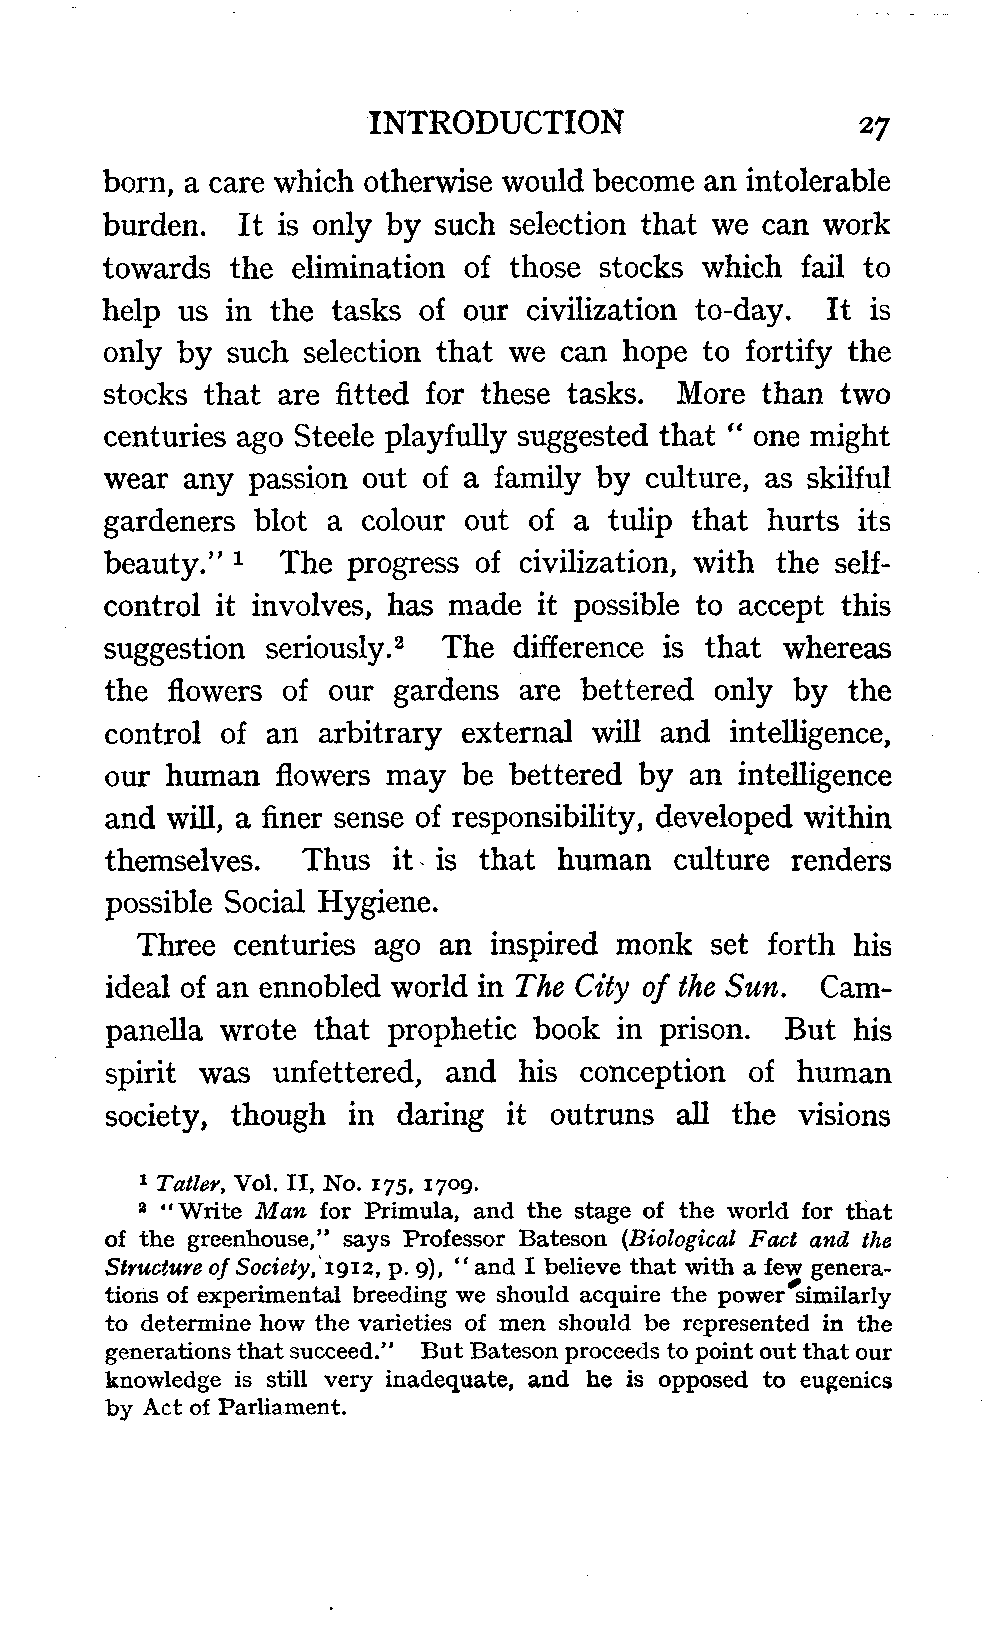 INTRODUCTION 27
born, a care which otherwise would become an intolerable
burden. It is only by such selection that we can work
towards the elimination of those stocks which fail to
help us in the tasks of our civilization to-day. It is
only by such selection that we can hope to fortify the
stocks that are fitted for these tasks. More than two
centuries ago Steele playfully suggested that " one might
wear any passion out of a family by culture, as skilful
gardeners blot a colour out of a tulip that hurts its
beauty." ¹ The progress of civilization, with the self-
control it involves, has made it possible to accept this
suggestion seriously.² The difference is that whereas
the flowers of our gardens are bettered only by the
control of an arbitrary external will and intelligence,
our human flowers may be bettered by an intelligence
and will, a finer sense of responsibility, developed within
themselves. Thus it is that human culture renders
possible Social Hygiene.
Three centuries ago an inspired monk set forth his
ideal of an ennobled world in The City of the Sun. Cam-
panella wrote that prophetic book in prison. But his
spirit was unfettered, and his conception of human
society, though in daring it outruns all the visions
¹ Tatler, Vol. II, No. 175, 1709.
² "Write Man for Primula, and the stage of the world for that
of the greenhouse," says Professor Bateson (Biological Fact and the
Structure of Society, 1912, p. 9), "and I believe that with a few genera-
tions of experimental breeding we should acquire the power similarly
to determine how the varieties of men should be represented in the
generations that succeed." But Bateson proceeds to point out that our
knowledge is still very inadequate, and he is opposed to eugenics
by Act of Parliament.